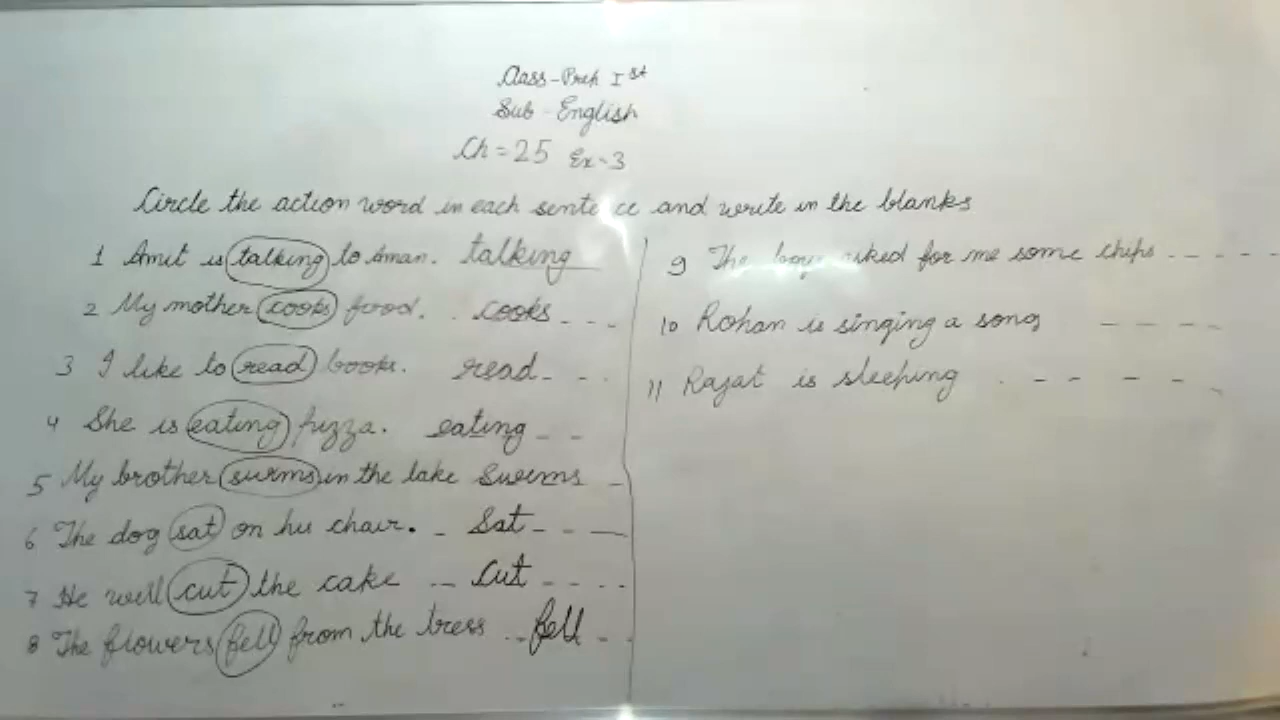 Class-Prep Ist
Sub - English
Ch = 25 Ex-3
Circle the action word in each sente ce and write in the blanks
1 Amit is talking to Aman. talking
2 My mother cooks food. cooks
3 I like to read books. read
4 She is eating pizza. eating
5 My brother swims in the lake Swims
6 The dog sat on his chair. Sat
7 He will cut the cake Cut
8 The flowers fell from the tress fell
9 The boys asked for me some chips
10 Rohan is singing a song
11 Rajat is sleeping